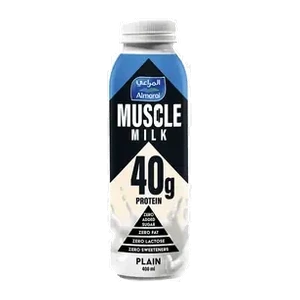 المراعي
Almarai
MUSCLE
MILK
40g
PROTEIN
ZERO
ADDED
SUGAR
ZERO FAT
ZERO LACTOSE
ZERO SWEETENERS
PLAIN
400 ml